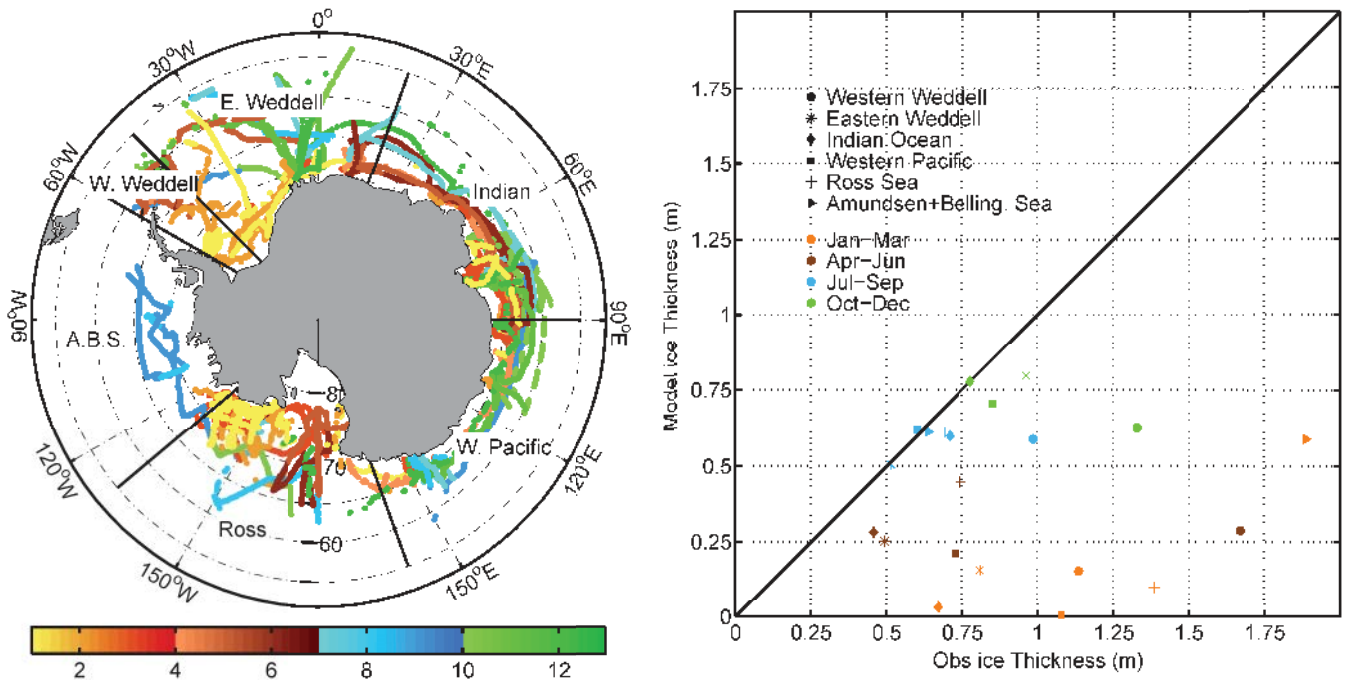 0°
30°W
30°E
E. Weddell
60°W
60°E
W. Weddell
Indian
90°W
90°E
A.B.S.
80
W. Pacific
70
120°W
120°E
Ross
60
150°W
150°E
2 4 6 8 10 12
1.75
1.5
1.25
1
0.75
0.5
0.25
0
Model ice Thickness (m)
Western Weddell
Eastern Weddell
Indian Ocean
Western Pacific
Ross Sea
Amundsen+Belling. Sea
Jan-Mar
Apr-Jun
Jul-Sep
Oct-Dec
0 0.25 0.5 0.75 1 1.25 1.5 1.75
Obs ice Thickness (m)